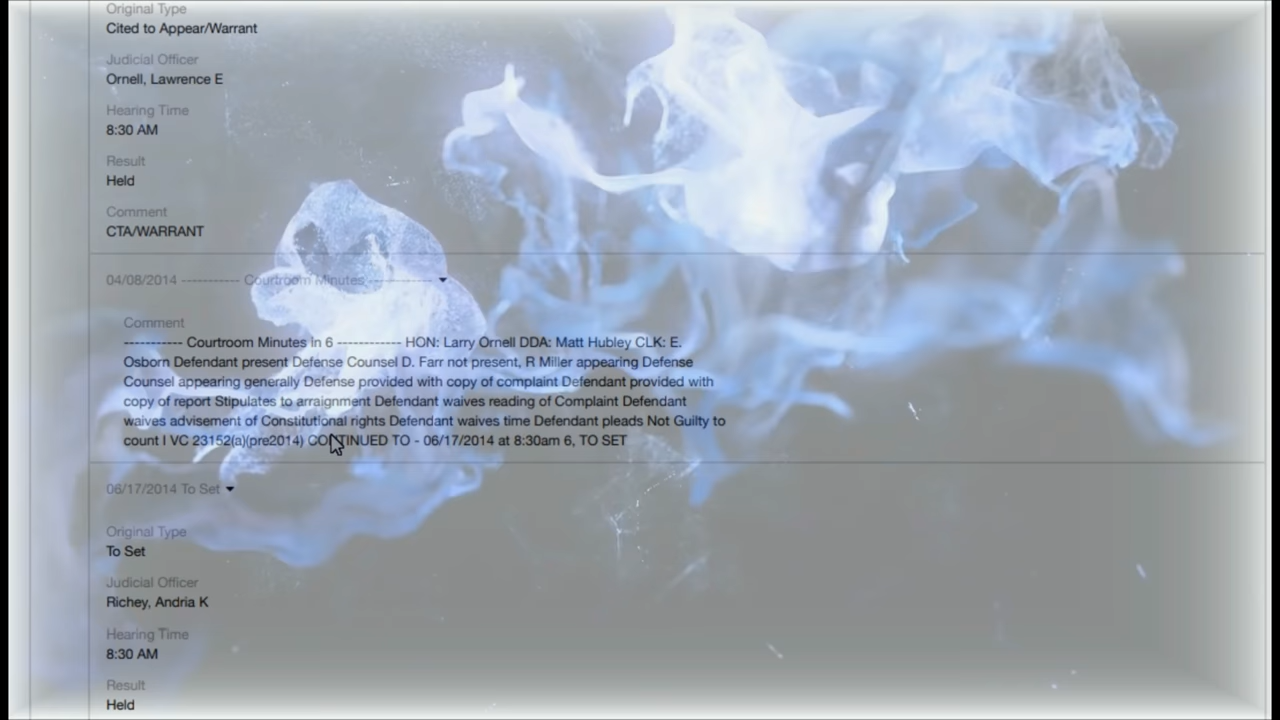 Original Type
Cited to Appear/Warrant
Judicial Officer
Ornell, Lawrence E
Hearing Time
8:30 AM
Result
Held
Comment
CTA/WARRANT
04/08/2014 ---------- Courtroom Minutes -----------
Comment
---------- Courtroom Minutes in 6 ----------- HON: Larry Ornell DDA: Matt Hubley CLK: E.
Osborn Defendant present Defense Counsel D. Farr not present, R Miller appearing Defense
Counsel appearing generally Defense provided with copy of complaint Defendant provided with
copy of report Stipulates to arraignment Defendant waives reading of Complaint Defendant
waives advisement of Constitutional rights Defendant waives time Defendant pleads Not Guilty to
count I VC 23152(a)(pre2014) CONTINUED TO - 06/17/2014 at 8:30am 6, TO SET
06/17/2014 To Set
Original Type
To Set
Judicial Officer
Richey, Andria K
Hearing Time
8:30 AM
Result
Held